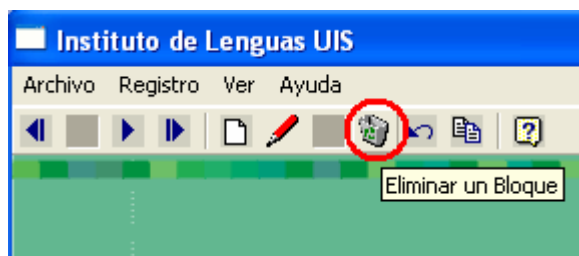 Instituto de Lenguas UIS
Archivo Registro Ver Ayuda
Eliminar un Bloque